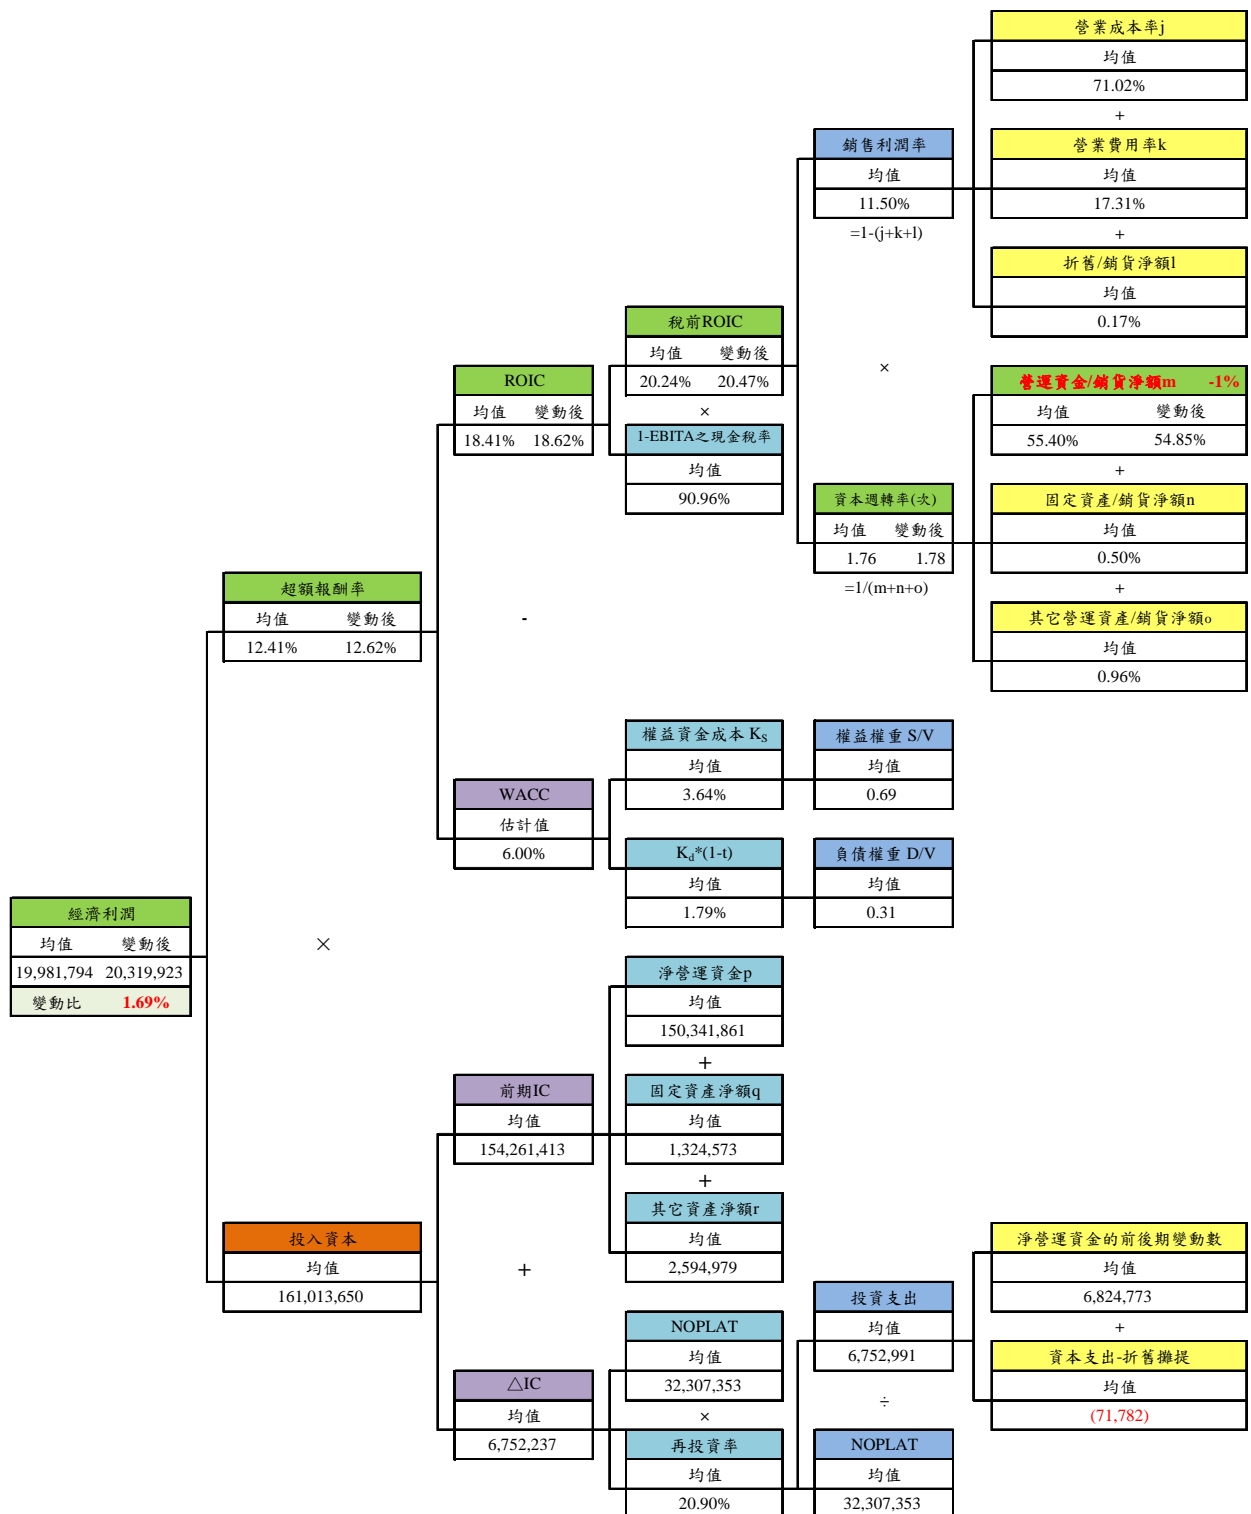 營業成本率j
均值
71.02%
+
銷售利潤率
均值
11.50%
=1-(j+k+l)
營業費用率k
均值
17.31%
+
折舊/銷貨淨額l
均值
0.17%
稅前ROIC
均值 變動後
20.24% 20.47%
×
×
ROIC
均值 變動後
18.41% 18.62%
1-EBITA之現金稅率
均值
90.96%
營運資金/銷貨淨額m -1%
均值 變動後
55.40% 54.85%
+
資本週轉率(次)
均值 變動後
1.76 1.78
=1/(m+n+o)
固定資產/銷貨淨額n
均值
0.50%
+
其它營運資產/銷貨淨額o
均值
0.96%
超額報酬率
均值 變動後
12.41% 12.62%
-
權益資金成本 KS
均值
3.64%
權益權重 S/V
均值
0.69
WACC
估計值
6.00%
Kd*(1-t)
均值
1.79%
負債權重 D/V
均值
0.31
經濟利潤
均值 變動後
19,981,794 20,319,923
變動比 1.69%
×
淨營運資金p
均值
150,341,861
+
前期IC
均值
154,261,413
固定資產淨額q
均值
1,324,573
+
其它資產淨額r
均值
2,594,979
投入資本
均值
161,013,650
+
淨營運資金的前後期變動數
均值
6,824,773
+
投資支出
均值
6,752,991
÷
資本支出-折舊攤提
均值
(71,782)
NOPLAT
均值
32,307,353
×
△IC
均值
6,752,237
再投資率
均值
20.90%
NOPLAT
均值
32,307,353